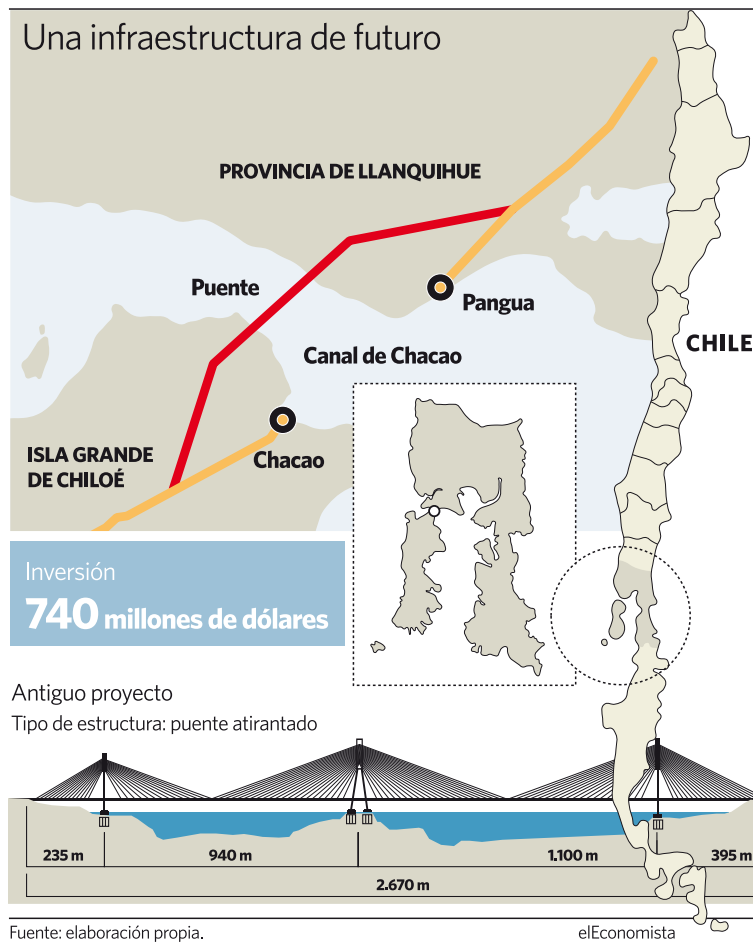 Una infraestructura de futuro
PROVINCIA DE LLANQUIHUE
Puente
Pangua
CHILE
Canal de Chacao
ISLA GRANDE
DE CHILOÉ
Chacao
Inversión
740 millones de dólares
Antiguo proyecto
Tipo de estructura: puente atirantado
235 m
940 m
1.100 m
395 m
2.670 m
Fuente: elaboración propia.
elEconomista